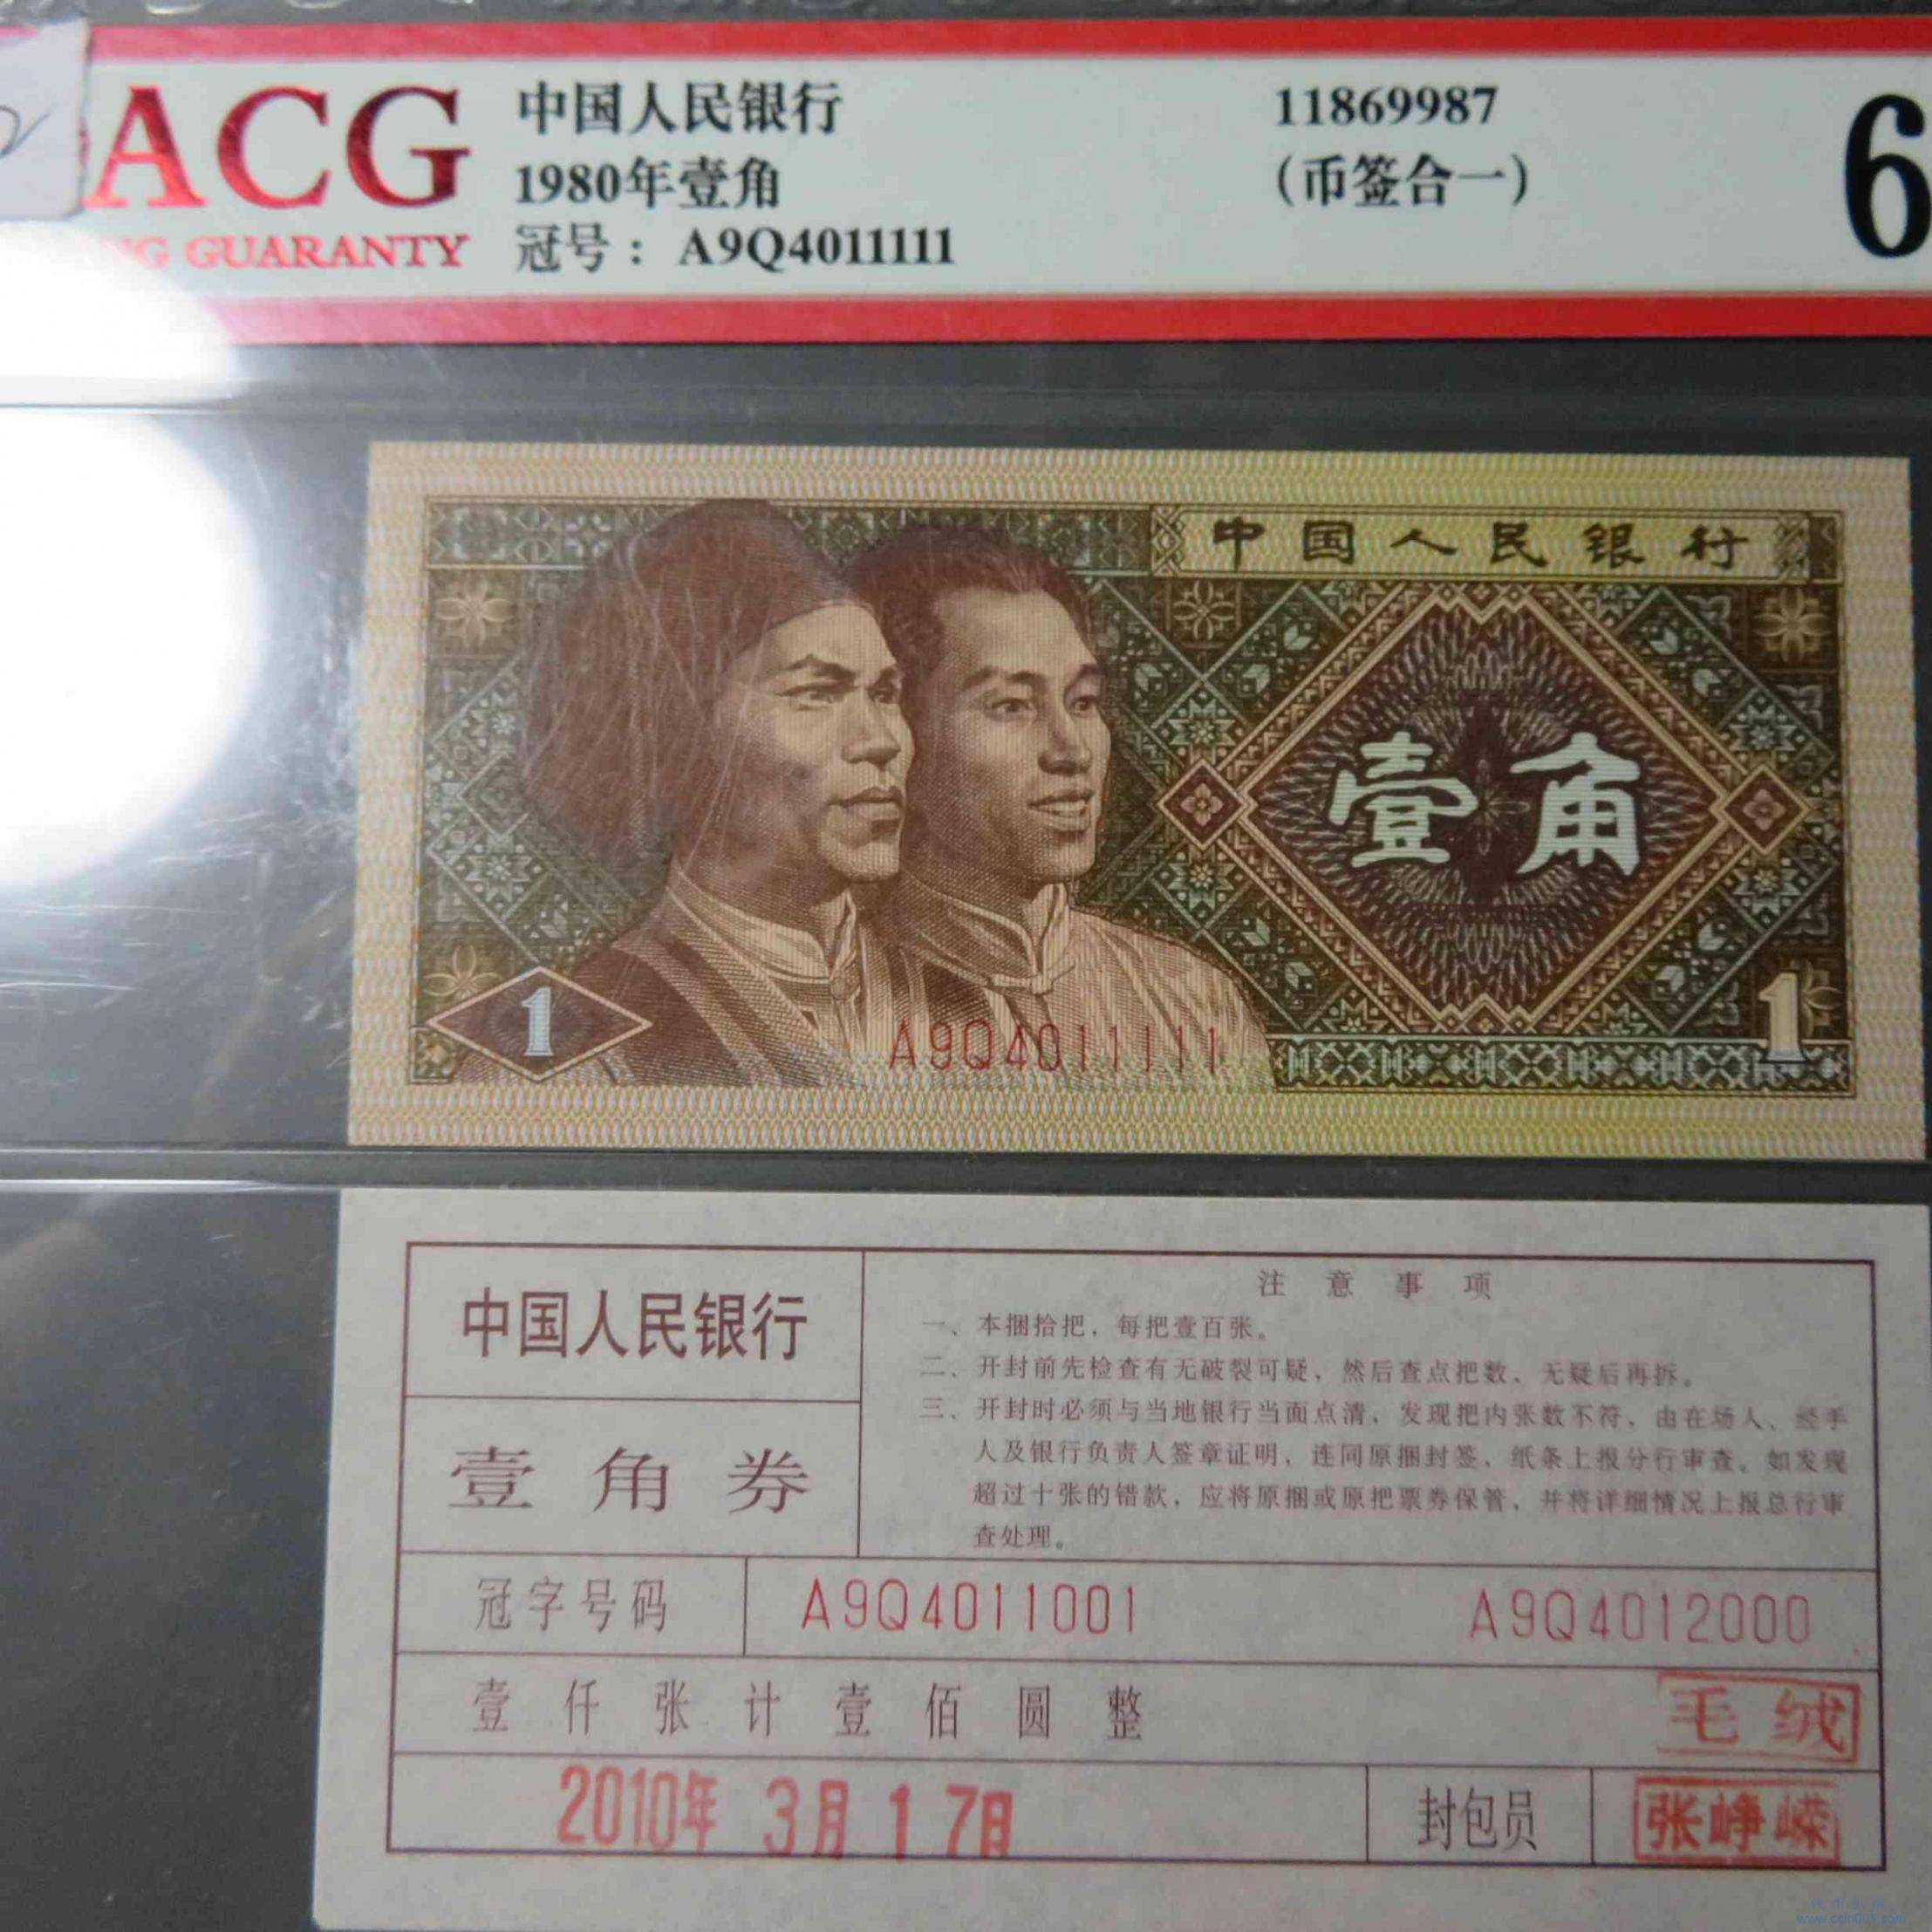 ACG
NG GUARANTY
中国人民银行
1980年壹角
冠号：A9Q4011111
11869987
（币签合一）
6
中国人民银行
壹角
1
1
A9Q4011111
中国人民银行
壹角券
注意事项
一、本捆拾把，每把壹百张。
二、开封前先检查有无破裂可疑、然后查点把数、无疑后再拆。
三、开封时必须与当地银行当面点清，发现把内张数不符，由在场人、经手
人及银行负责人签章证明，连同原捆封签，纸条上报分行审查。如发现
超过十张的错款，应将原捆或原把票券保管，并将详细情况上报总行审
查处理。
冠字号码
A9Q4011001
A9Q4012000
壹仟张计壹佰圆整
毛绒
2010年 3月17日
封包员
张峥嵘